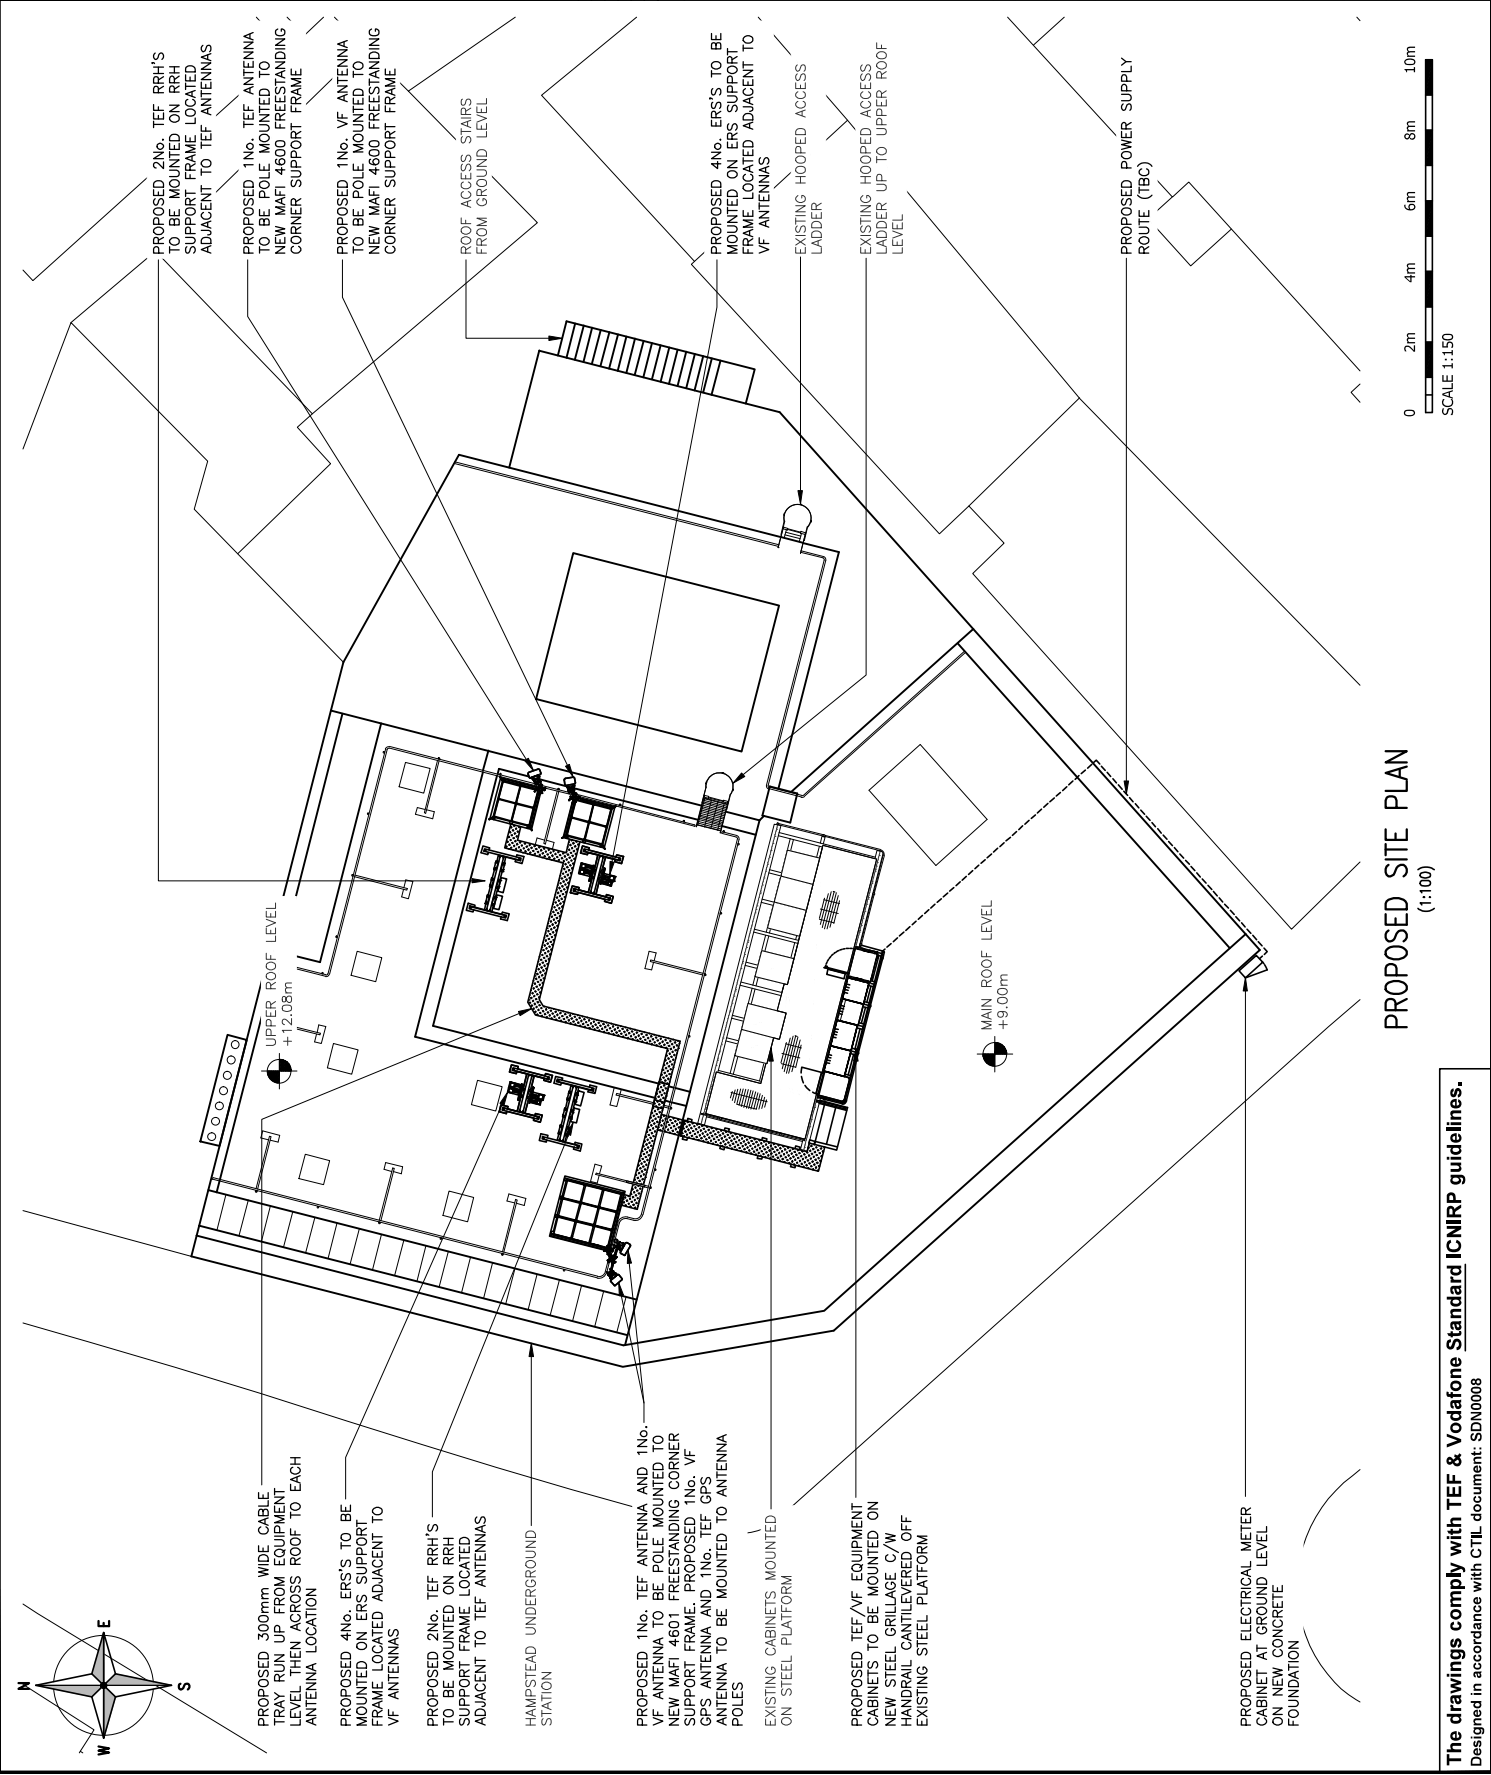 PROPOSED 2No. TEF RRH'S
TO BE MOUNTED ON RRH
SUPPORT FRAME LOCATED
ADJACENT TO TEF ANTENNAS
PROPOSED 1No. TEF ANTENNA
TO BE POLE MOUNTED TO
NEW MAFI 4600 FREESTANDING
CORNER SUPPORT FRAME
PROPOSED 1No. VF ANTENNA
TO BE POLE MOUNTED TO
NEW MAFI 4600 FREESTANDING
CORNER SUPPORT FRAME
ROOF ACCESS STAIRS
FROM GROUND LEVEL
PROPOSED 4No. ERS'S TO BE
MOUNTED ON ERS SUPPORT
FRAME LOCATED ADJACENT TO
VF ANTENNAS
EXISTING HOOPED ACCESS
LADDER
EXISTING HOOPED ACCESS
LADDER UP TO UPPER ROOF
LEVEL
PROPOSED POWER SUPPLY
ROUTE (TBC)
UPPER ROOF LEVEL
+12.08m
MAIN ROOF LEVEL
+9.00m
PROPOSED 300mm WIDE CABLE
TRAY RUN UP FROM EQUIPMENT
LEVEL THEN ACROSS ROOF TO EACH
ANTENNA LOCATION
PROPOSED 4No. ERS'S TO BE
MOUNTED ON ERS SUPPORT
FRAME LOCATED ADJACENT TO
VF ANTENNAS
PROPOSED 2No. TEF RRH'S
TO BE MOUNTED ON RRH
SUPPORT FRAME LOCATED
ADJACENT TO TEF ANTENNAS
HAMPSTEAD UNDERGROUND
STATION
PROPOSED 1No. TEF ANTENNA AND 1No.
VF ANTENNA TO BE POLE MOUNTED TO
NEW MAFI 4601 FREESTANDING CORNER
SUPPORT FRAME. PROPOSED 1No. VF
GPS ANTENNA AND 1No. TEF GPS
ANTENNA TO BE MOUNTED TO ANTENNA
POLES
EXISTING CABINETS MOUNTED
ON STEEL PLATFORM
PROPOSED TEF/VF EQUIPMENT
CABINETS TO BE MOUNTED ON
NEW STEEL GRILLAGE C/W
HANDRAIL CANTILEVERED OFF
EXISTING STEEL PLATFORM
PROPOSED ELECTRICAL METER
CABINET AT GROUND LEVEL
ON NEW CONCRETE
FOUNDATION
N
E
S
W
PROPOSED SITE PLAN
(1:100)
0 2m 4m 6m 8m 10m
SCALE 1:150
The drawings comply with TEF & Vodafone Standard ICNIRP guidelines.
Designed in accordance with CTIL document: SDN0008